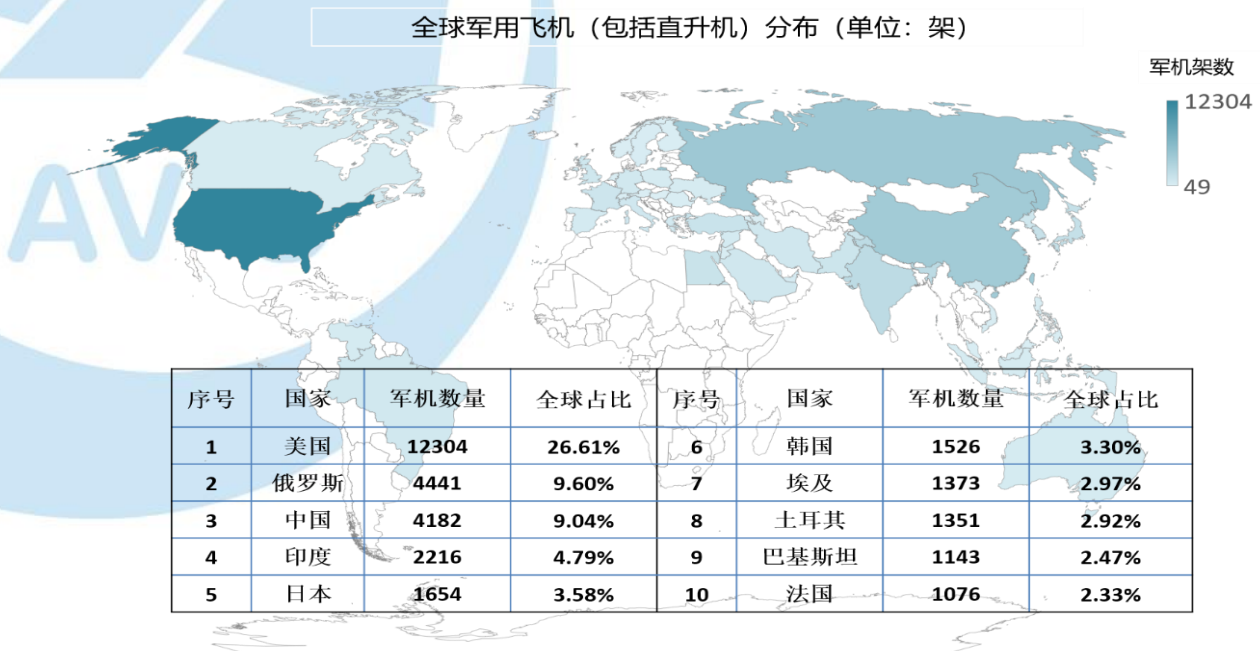 全球军用飞机（包括直升机）分布（单位：架）
军机架数
12304
49
AV
序号 国家 军机数量 全球占比 序号 国家 军机数量 全球占比
1 美国 12304 26.61% 6 韩国 1526 3.30%
2 俄罗斯 4441 9.60% 7 埃及 1373 2.97%
3 中国 4182 9.04% 8 土耳其 1351 2.92%
4 印度 2216 4.79% 9 巴基斯坦 1143 2.47%
5 日本 1654 3.58% 10 法国 1076 2.33%